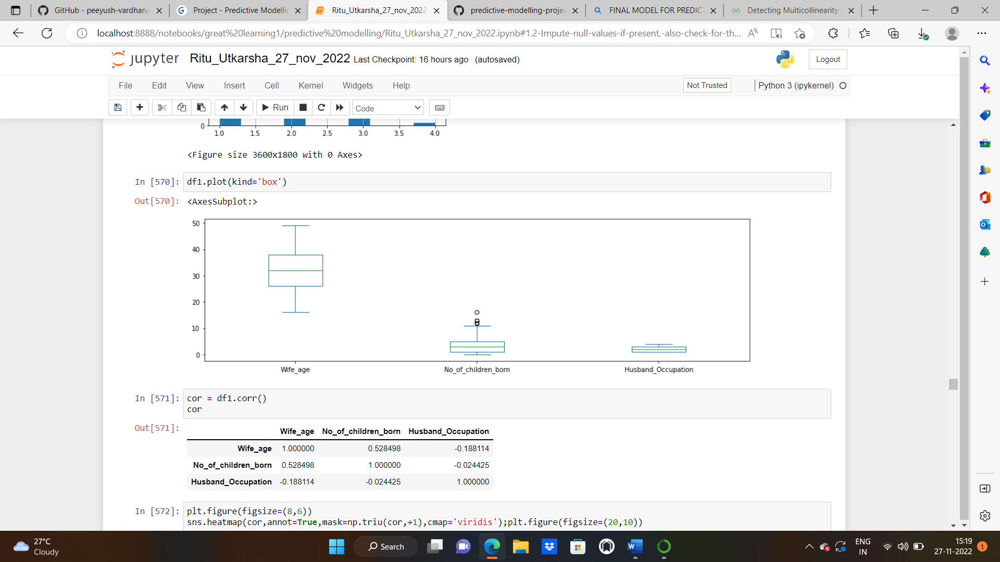 GitHub - peeyush-vardhan/
Project - Predictive Modellin
Ritu_Utkarsha_27_nov_2022
predictive-modelling-projec
FINAL MODEL FOR PREDICT
Detecting Multicollinearity
localhost:8888/notebooks/great%20learning1/predictive%20modelling/Ritu_Utkarsha_27_nov_2022.ipynb#1.2-Impute-null-values-if-present,-also-check-for-th...
jupyter Ritu_Utkarsha_27_nov_2022 Last Checkpoint: 16 hours ago (autosaved)
Logout
File Edit View Insert Cell Kernel Widgets Help
Not Trusted
Python 3 (ipykernel)
Run
Code
0
1.0 1.5 2.0 2.5 3.0 3.5 4.0
<Figure size 3600x1800 with 0 Axes>
In [570]: df1.plot(kind='box')
Out[570]: <AxesSubplot:>
50
40
30
20
10
0
Wife_age No_of_children_born Husband_Occupation
In [571]: cor = df1.corr()
cor
Out[571]:
Wife_age No_of_children_born Husband_Occupation
Wife_age 1.000000 0.528498 -0.188114
No_of_children_born 0.528498 1.000000 -0.024425
Husband_Occupation -0.188114 -0.024425 1.000000
In [572]: plt.figure(figsize=(8,6))
sns.heatmap(cor,annot=True,mask=np.triu(cor,+1),cmap='viridis');plt.figure(figsize=(20,10))
27°C
Cloudy
Search
ENG
IN
15:19
27-11-2022
1